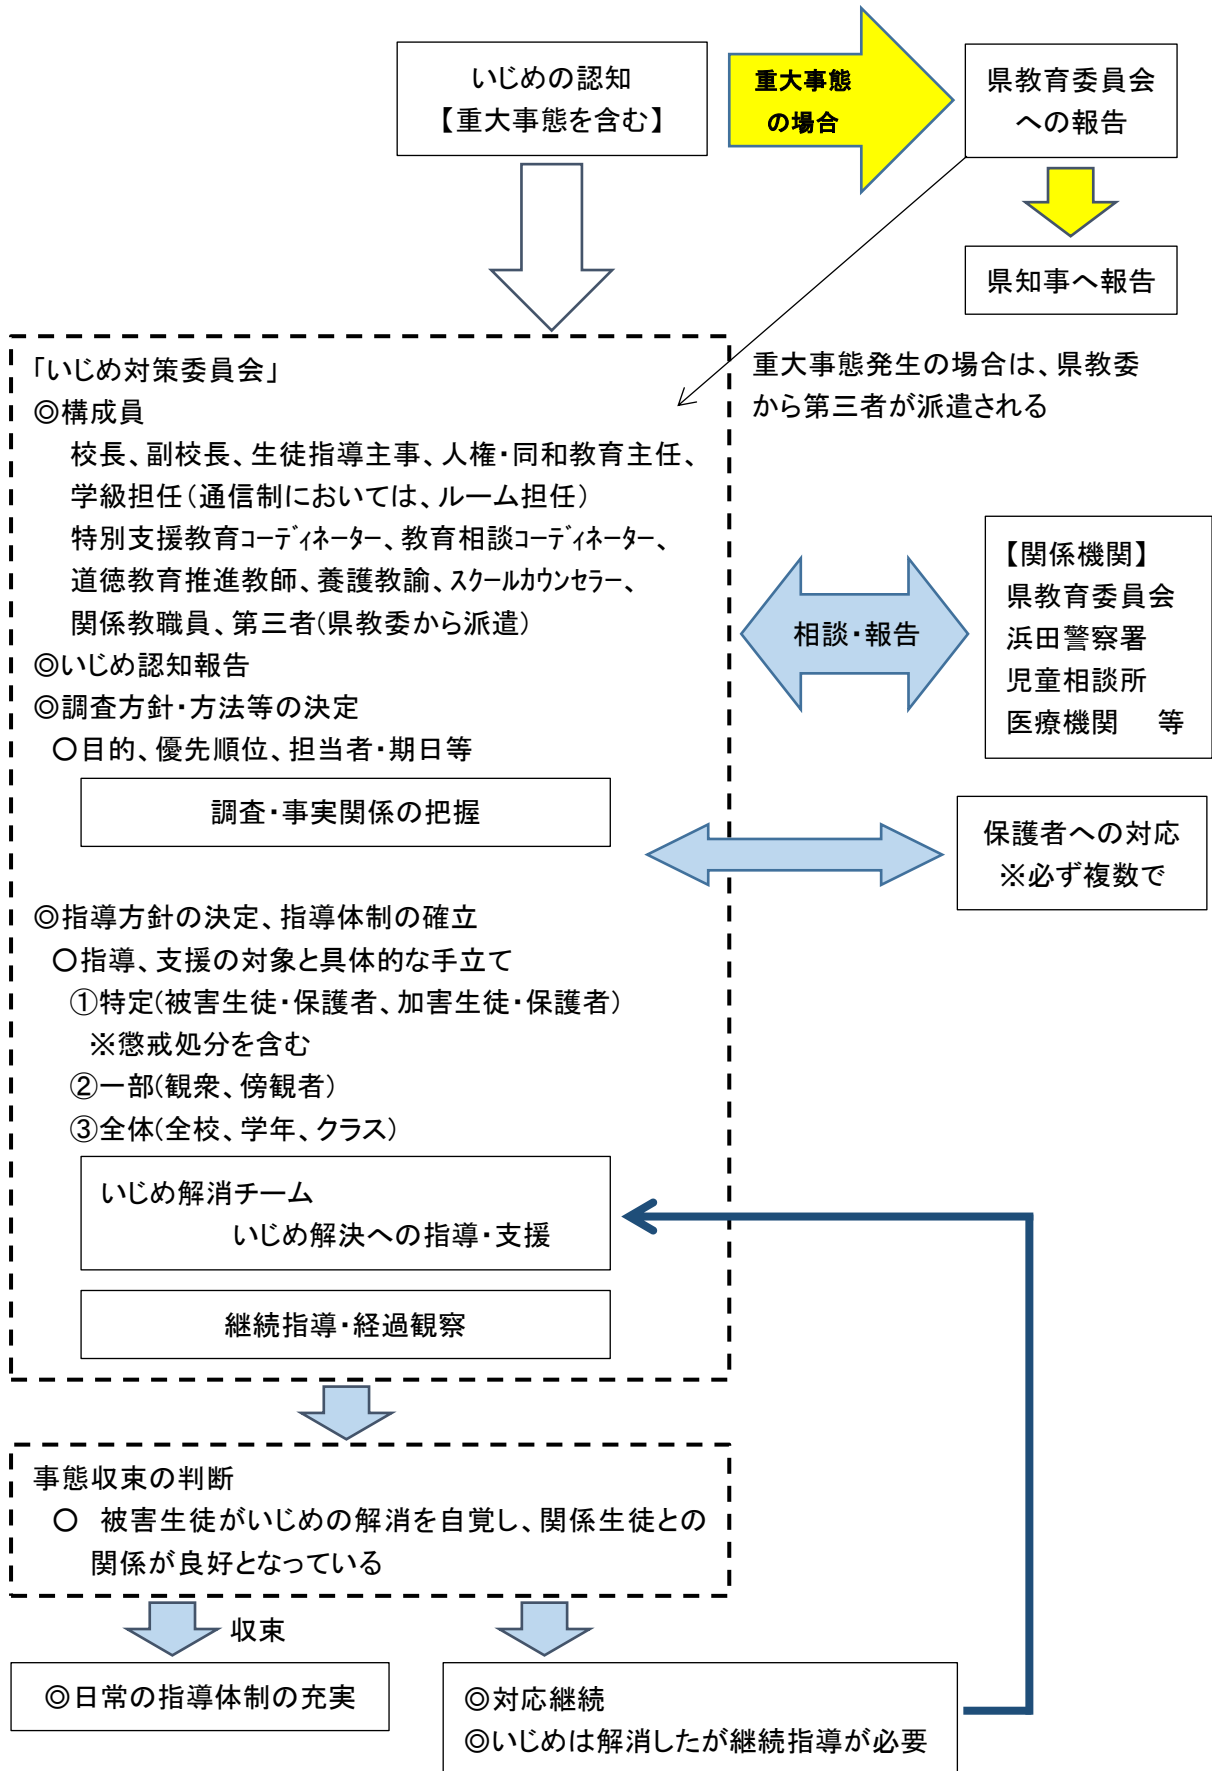 いじめの認知
【重大事態を含む】
重大事態
の場合
県教育委員会
への報告
県知事へ報告
重大事態発生の場合は、県教委
から第三者が派遣される
「いじめ対策委員会」
◎構成員
校長、副校長、生徒指導主事、人権・同和教育主任、
学級担任（通信制においては、ルーム担任）
特別支援教育ｺｰﾃﾞｨﾈｰﾀｰ、教育相談ｺｰﾃﾞｨﾈｰﾀｰ、
道徳教育推進教師、養護教諭、ｽｸｰﾙｶｳﾝｾﾗｰ、
関係教職員、第三者(県教委から派遣）
◎いじめ認知報告
◎調査方針・方法等の決定
○目的、優先順位、担当者・期日等
調査・事実関係の把握
相談・報告
【関係機関】
県教育委員会
浜田警察署
児童相談所
医療機関　等
保護者への対応
※必ず複数で
◎指導方針の決定、指導体制の確立
○指導、支援の対象と具体的な手立て
①特定(被害生徒・保護者、加害生徒・保護者）
※懲戒処分を含む
②一部(観衆、傍観者）
③全体(全校、学年、クラス）
いじめ解消チーム
いじめ解決への指導・支援
継続指導・経過観察
事態収束の判断
○　被害生徒がいじめの解消を自覚し、関係生徒との
関係が良好となっている
収束
◎日常の指導体制の充実
◎対応継続
◎いじめは解消したが継続指導が必要